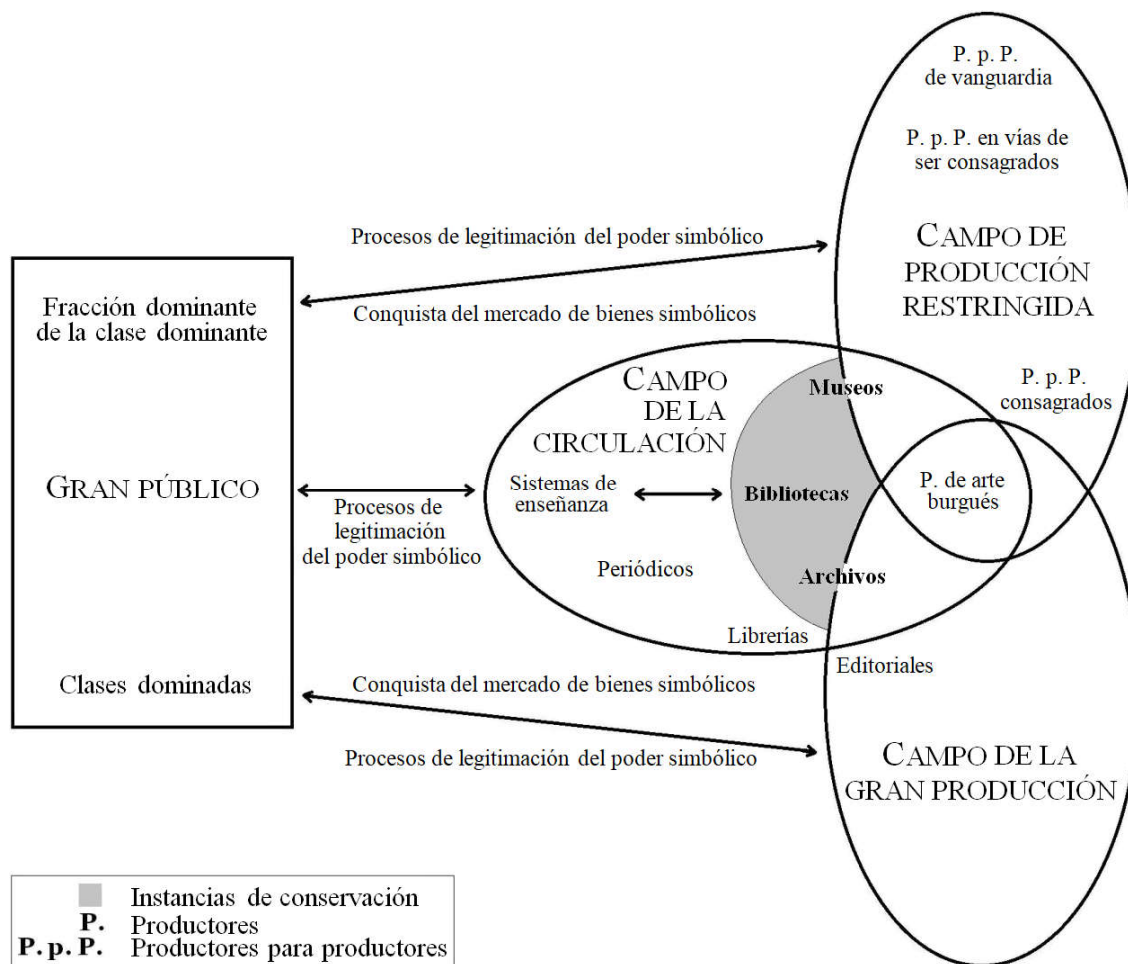 P. p. P.
de vanguardia
P. p. P. en vías de
ser consagrados
CAMPO DE
PRODUCCIÓN
RESTRINGIDA
P. p. P.
consagrados
Procesos de legitimación del poder simbólico
Conquista del mercado de bienes simbólicos
Fracción dominante
de la clase dominante
GRAN PÚBLICO
Clases dominadas
Procesos de
legitimación
del poder simbólico
CAMPO
DE LA
CIRCULACIÓN
Sistemas de
enseñanza
Periódicos
Museos
Bibliotecas
Archivos
Librerías
P. de arte
burgués
Editoriales
Conquista del mercado de bienes simbólicos
Procesos de legitimación del poder simbólico
CAMPO DE LA
GRAN PRODUCCIÓN
Instancias de conservación
P. Productores
P. p. P. Productores para productores